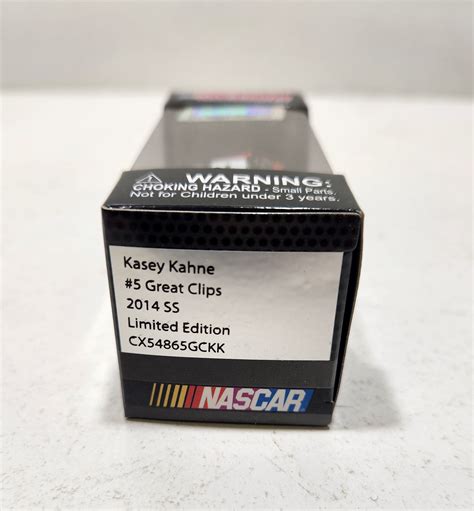 WARNING:
CHOKING HAZARD - Small Parts.
Not for Children under 3 years.
Kasey Kahne
#5 Great Clips
2014 SS
Limited Edition
CX54865GCKK
NASCAR